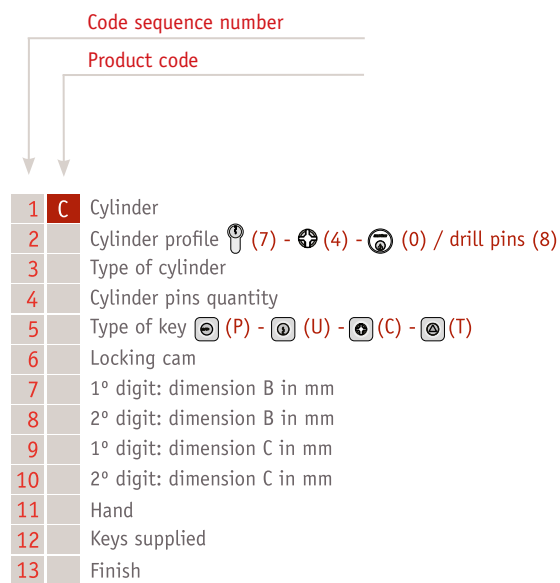 Code sequence number
Product code
1 C Cylinder
2 Cylinder profile (7) - (4) - (0) / drill pins (8)
3 Type of cylinder
4 Cylinder pins quantity
5 Type of key (P) - (U) - (C) - (T)
6 Locking cam
7 1º digit: dimension B in mm
8 2º digit: dimension B in mm
9 1º digit: dimension C in mm
10 2º digit: dimension C in mm
11 Hand
12 Keys supplied
13 Finish